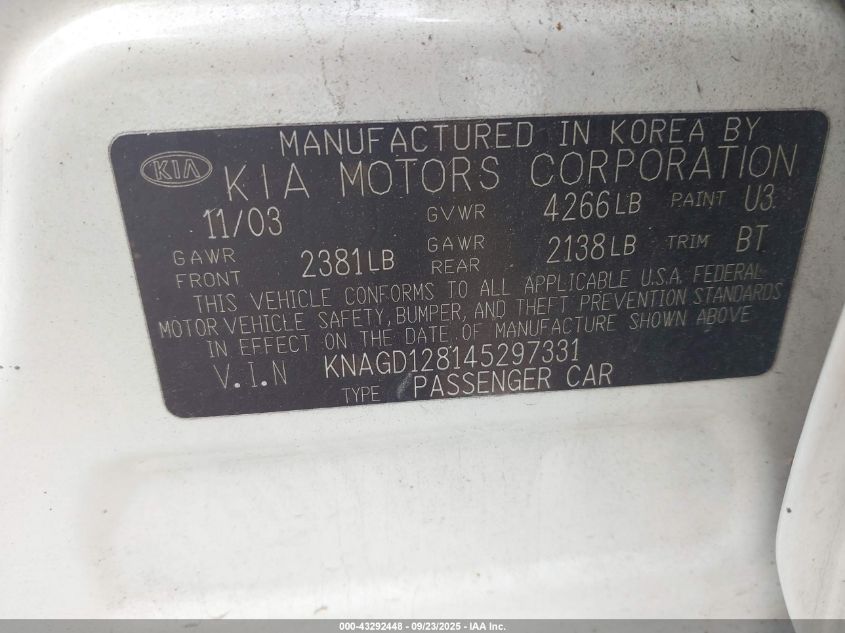 MANUFACTURED IN KOREA BY
KIA KIA MOTORS CORPORATION
11/03 GVWR 4266LB PAINT U3
GAWR FRONT 2381LB GAWR REAR 2138LB TRIM BT
THIS VEHICLE CONFORMS TO ALL APPLICABLE U.S.A. FEDERAL
MOTOR VEHICLE SAFETY, BUMPER, AND THEFT PREVENTION STANDARDS
IN EFFECT ON THE DATE OF MANUFACTURE SHOWN ABOVE
V.I.N KNAGD128145297331
TYPE PASSENGER CAR
000-43292448 - 09/23/2025 - IAA Inc.